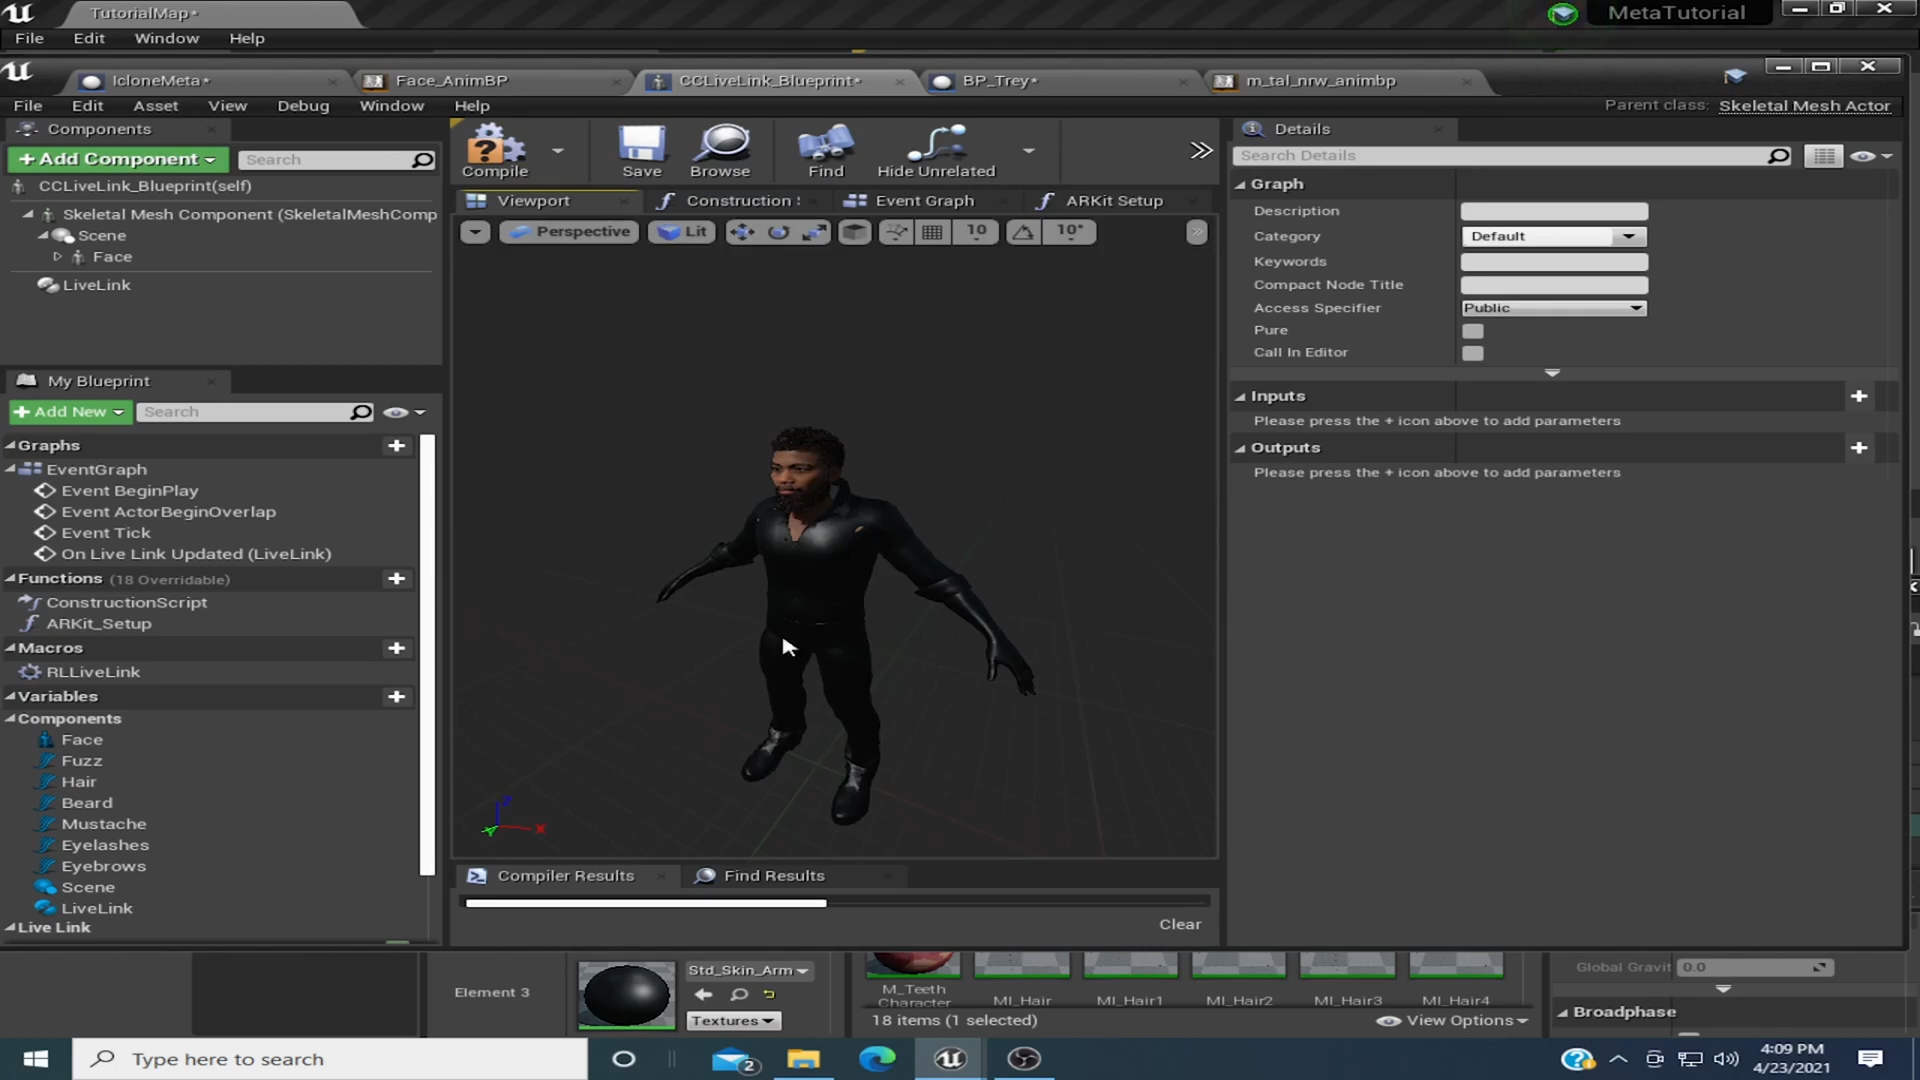 TutorialMap*
MetaTutorial
File Edit Window Help
IcloneMeta*
Face_AnimBP
CCLiveLink_Blueprint*
BP_Trey*
m_tal_nrw_animbp
File Edit Asset View Debug Window Help
Parent class: Skeletal Mesh Actor
Components
+ Add Component
Search
CCLiveLink_Blueprint(self)
Skeletal Mesh Component (SkeletalMeshComp
Scene
Face
LiveLink
My Blueprint
+ Add New
Search
Graphs
EventGraph
Event BeginPlay
Event ActorBeginOverlap
Event Tick
On Live Link Updated (LiveLink)
Functions (18 Overridable)
ConstructionScript
ARKit_Setup
Macros
RLLiveLink
Variables
Components
Face
Fuzz
Hair
Beard
Mustache
Eyelashes
Eyebrows
Scene
LiveLink
Live Link
Compile
Save
Browse
Find
Hide Unrelated
Viewport
Construction
Event Graph
ARKit Setup
Perspective
Lit
10
10°
Compiler Results
Find Results
Clear
Details
Search Details
Graph
Description
Category
Default
Keywords
Compact Node Title
Access Specifier
Public
Pure
Call In Editor
Inputs
Please press the + icon above to add parameters
Outputs
Please press the + icon above to add parameters
Element 3
Std_Skin_Arm
Textures
M_Teeth
Character
MI_Hair
MI_Hair1
MI_Hair2
MI_Hair3
MI_Hair4
18 items (1 selected)
View Options
Global Gravit
0.0
Broadphase
Type here to search
2
4:09 PM
4/23/2021